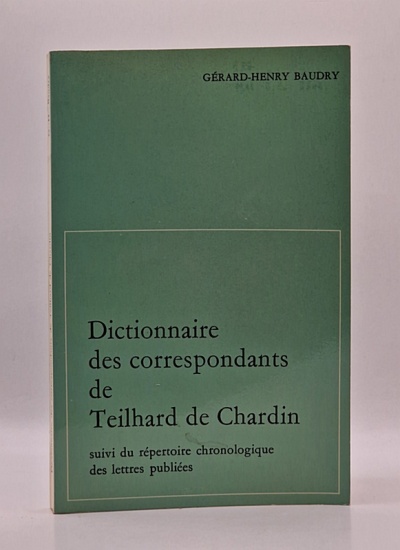 GÉRARD-HENRY BAUDRY
Dictionnaire
des correspondants
de
Teilhard de Chardin
suivi du répertoire chronologique
des lettres publiées